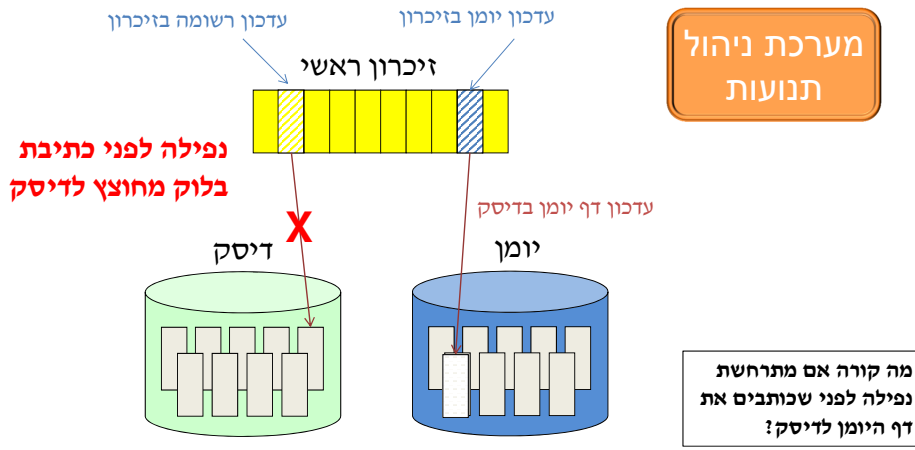 עדכון רשומה בזיכרון
עדכון יומן בזיכרון
מערכת ניהול
תנועות
זיכרון ראשי
נפילה לפני כתיבת
בלוק מחוצץ לדיסק
עדכון דף יומן בדיסק
X
דיסק
יומן
מה קורה אם מתרחשת
נפילה לפני שכותבים את
דף היומן לדיסק?